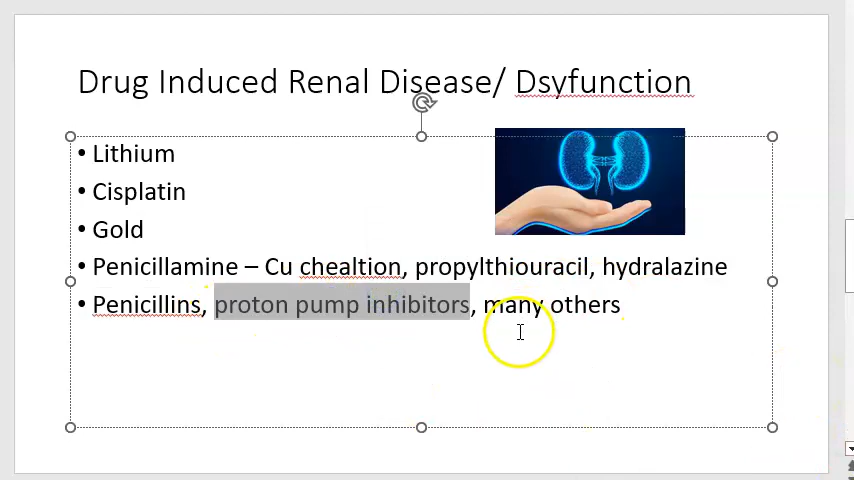 Drug Induced Renal Disease/ Dsyfunction
• Lithium
• Cisplatin
• Gold
• Penicillamine – Cu chealtion, propylthiouracil, hydralazine
• Penicillins, proton pump inhibitors, many others